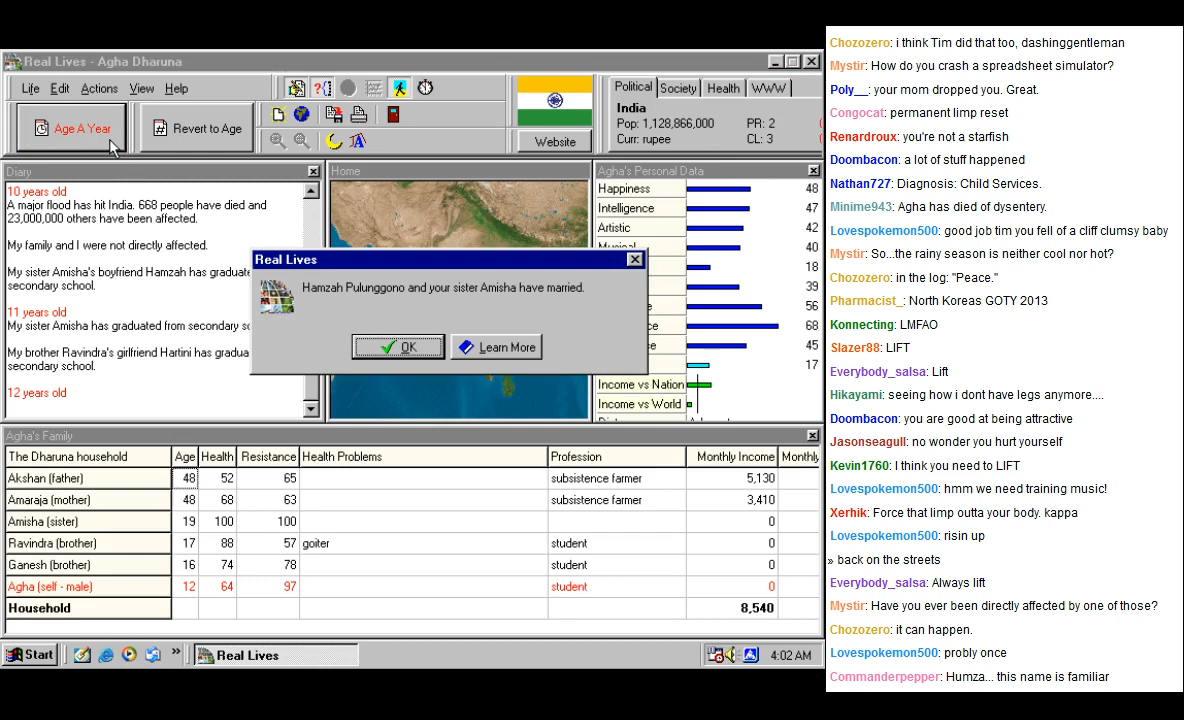 Real Lives - Agha Dharuna
Life Edit Actions View Help
Age A Year
Revert to Age
Website
Political Society Health WWW
India
Pop: 1,128,866,000 PR: 2
Curr: rupee CL: 3
Diary
10 years old
A major flood has hit India. 668 people have died and
23,000,000 others have been affected.
My family and I were not directly affected.
My sister Amisha's boyfriend Hamzah has graduate
secondary school.
11 years old
My sister Amisha has graduated from secondary sc
My brother Ravindra's girlfriend Hartini has gradua
secondary school.
12 years old
Home
Real Lives
Hamzah Pulunggono and your sister Amisha have married.
OK Learn More
Agha's Personal Data
Happiness 48
Intelligence 47
Artistic 42
Musical 40
18
39
56
ce 68
ce 45
17
Income vs Nation
Income vs World
Agha's Family
The Dharuna household Age Health Resistance Health Problems Profession Monthly Income Monthly
Akshan (father) 48 52 65 subsistence farmer 5,130
Amaraja (mother) 48 68 63 subsistence farmer 3,410
Amisha (sister) 19 100 100 0
Ravindra (brother) 17 88 57 goiter student 0
Ganesh (brother) 16 74 78 student 0
Agha (self - male) 12 64 97 student 0
Household 8,540
Start » Real Lives 4:02 AM
Chozozero: i think Tim did that too, dashinggentleman
Mystir: How do you crash a spreadsheet simulator?
Poly__: your mom dropped you. Great.
Congocat: permanent limp reset
Renardroux: you're not a starfish
Doombacon: a lot of stuff happened
Nathan727: Diagnosis: Child Services.
Minime943: Agha has died of dysentery.
Lovespokemon500: good job tim you fell of a cliff clumsy baby
Mystir: So...the rainy season is neither cool nor hot?
Chozozero: in the log: "Peace."
Pharmacist_: North Koreas GOTY 2013
Konnecting: LMFAO
Slazer88: LIFT
Everybody_salsa: Lift
Hikayami: seeing how i dont have legs anymore....
Doombacon: you are good at being attractive
Jasonseagull: no wonder you hurt yourself
Kevin1760: I think you need to LIFT
Lovespokemon500: hmm we need training music!
Xerhik: Force that limp outta your body. kappa
Lovespokemon500: risin up
» back on the streets
Everybody_salsa: Always lift
Mystir: Have you ever been directly affected by one of those?
Chozozero: it can happen.
Lovespokemon500: probly once
Commanderpepper: Humza... this name is familiar